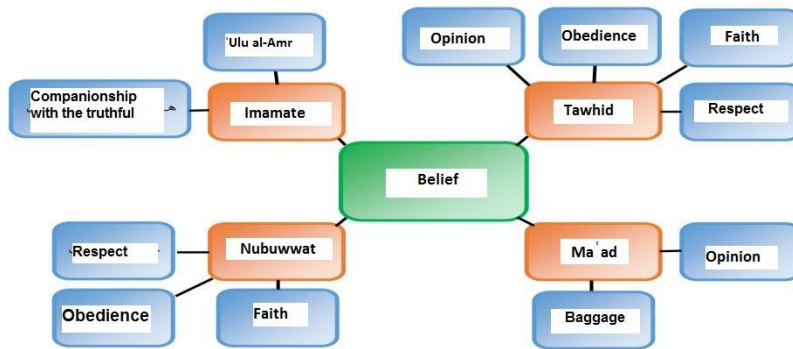 ʿUlu al-Amr
Companionship
with the truthful
Imamate
Opinion
Obedience
Faith
Tawhid
Respect
Belief
Respect
Nubuwwat
Obedience
Faith
Maʿad
Opinion
Baggage